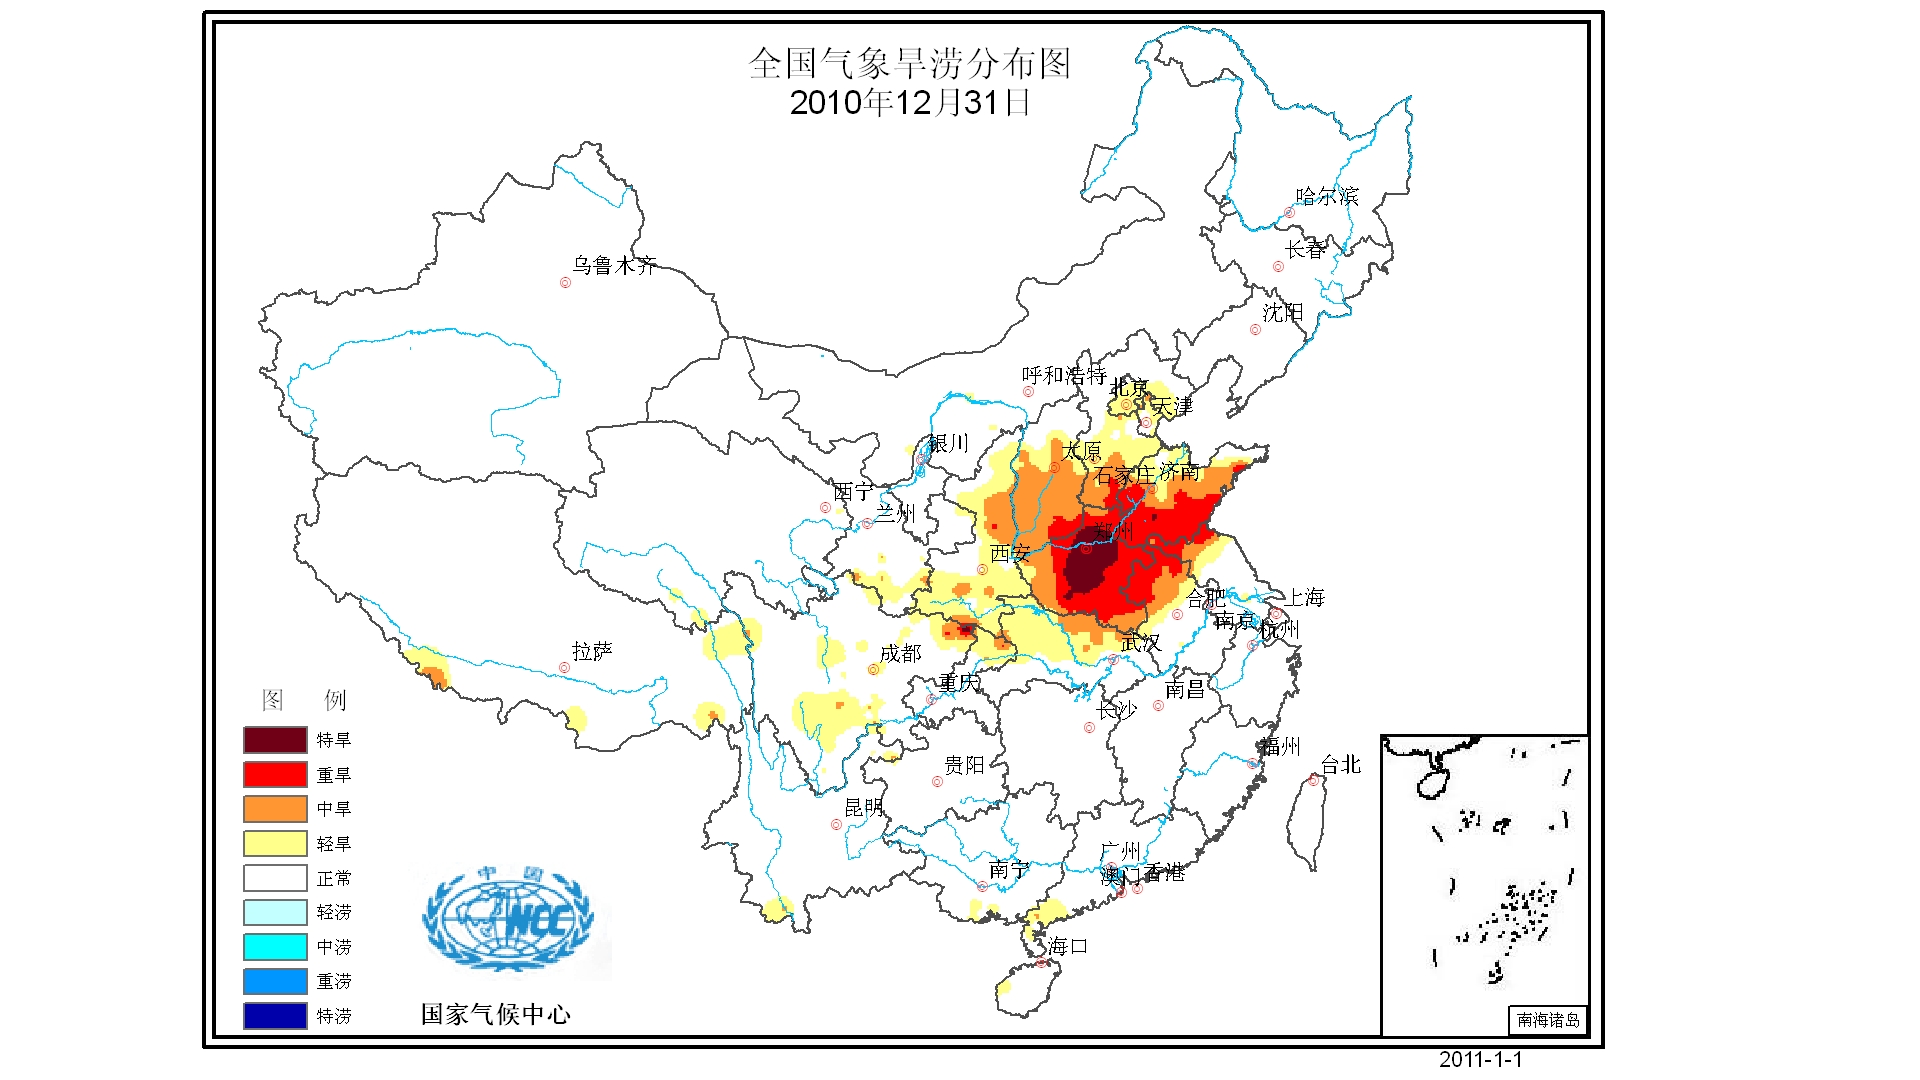 全国气象旱涝分布图
2010年12月31日
哈尔滨
长春
乌鲁木齐
沈阳
呼和浩特
北京
天津
银川
太原
石家庄
济南
西宁
兰州
郑州
西安
合肥
上海
南京
杭州
武汉
拉萨
成都
重庆
南昌
长沙
图 例
特旱
重旱
中旱
轻旱
正常
轻涝
中涝
重涝
特涝
福州
台北
贵阳
昆明
广州
南宁
澳门
香港
海口
中国
NCC
国家气候中心
南海诸岛
2011-1-1